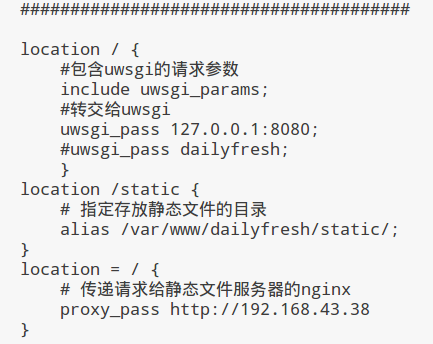 #######################################
location / {
#包含uwsgi的请求参数
include uwsgi_params;
#转交给uwsgi
uwsgi_pass 127.0.0.1:8080;
#uwsgi_pass dailyfresh;
}
location /static {
# 指定存放静态文件的目录
alias /var/www/dailyfresh/static/;
}
location = / {
# 传递请求给静态文件服务器的nginx
proxy_pass http://192.168.43.38
}